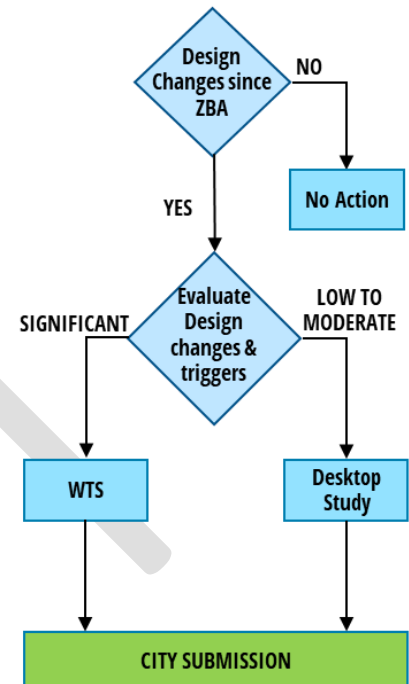 Design
Changes since
ZBA
NO
No Action
YES
Evaluate
Design
changes &
triggers
SIGNIFICANT
LOW TO
MODERATE
WTS
Desktop
Study
CITY SUBMISSION